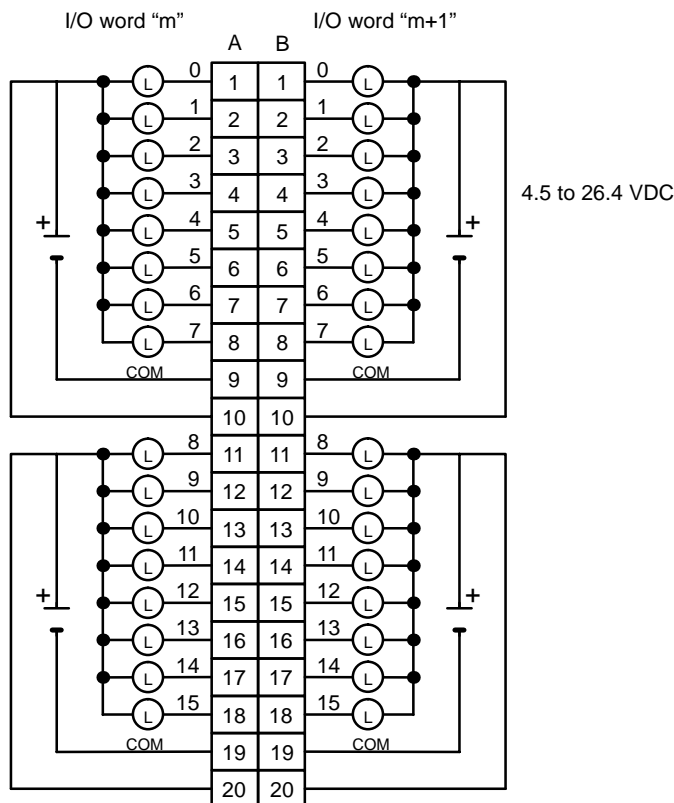 I/O word “m” I/O word “m+1”
A B
0 1 1 0
L L
1 2 2 1
L L
2 3 3 2
L L
3 4 4 3
L L
4.5 to 26.4 VDC
4 5 5 4
+ L L +
5 6 6 5
L L
6 7 7 6
L L
7 8 8 7
L L
COM 9 9 COM
10 10
8 11 11 8
L L
9 12 12 9
L L
10 13 13 10
L L
11 14 14 11
L L
12 15 15 12
+ L L +
13 16 16 13
L L
14 17 17 14
L L
15 18 18 15
L L
COM 19 19 COM
20 20